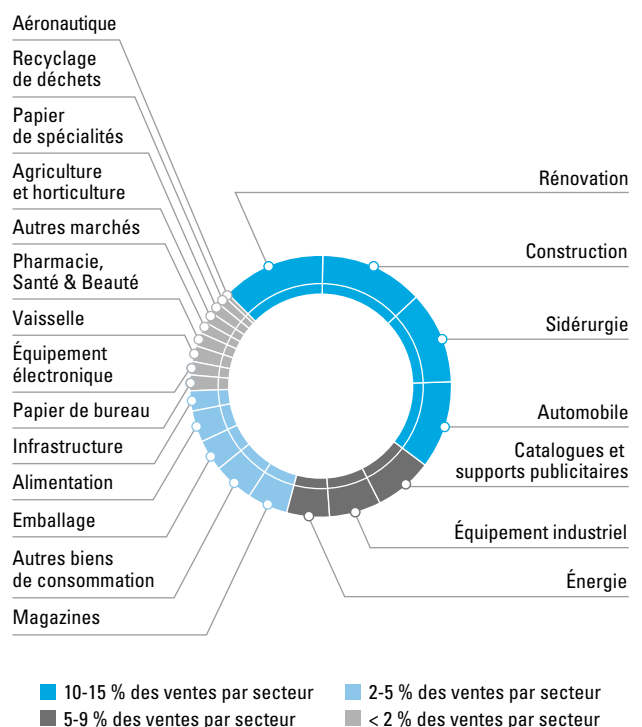 Aéronautique
Recyclage
de déchets
Papier
de spécialités
Agriculture
et horticulture
Autres marchés
Pharmacie,
Santé & Beauté
Vaisselle
Équipement
électronique
Papier de bureau
Infrastructure
Alimentation
Emballage
Autres biens
de consommation
Magazines
Rénovation
Construction
Sidérurgie
Automobile
Catalogues et
supports publicitaires
Équipement industriel
Énergie
10-15 % des ventes par secteur
2-5 % des ventes par secteur
5-9 % des ventes par secteur
< 2 % des ventes par secteur